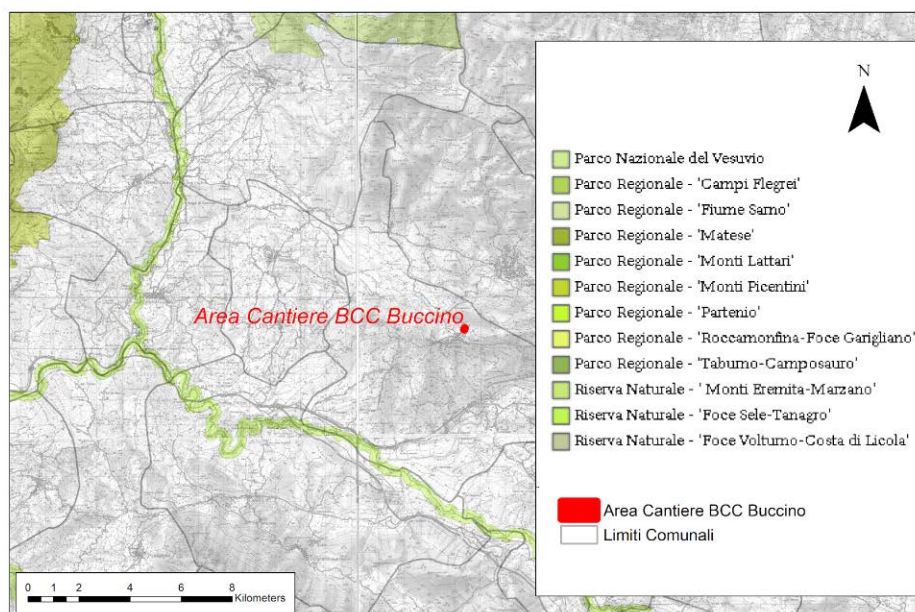 N
Parco Nazionale del Vesuvio
Parco Regionale - 'Campi Flegrei'
Parco Regionale - 'Fiume Sarno'
Parco Regionale - 'Matese'
Parco Regionale - 'Monti Lattari'
Parco Regionale - 'Monti Picentini'
Parco Regionale - 'Partenio'
Parco Regionale - 'Roccamonfina-Foce Garigliano'
Parco Regionale - 'Taburno-Camposauro'
Riserva Naturale - ' Monti Eremita-Marzano'
Riserva Naturale - 'Foce Sele-Tanagro'
Riserva Naturale - 'Foce Volturno-Costa di Licola'
Area Cantiere BCC Buccino
Limiti Comunali
Area Cantiere BCC Buccino
0 1 2 4 6 8
Kilometers